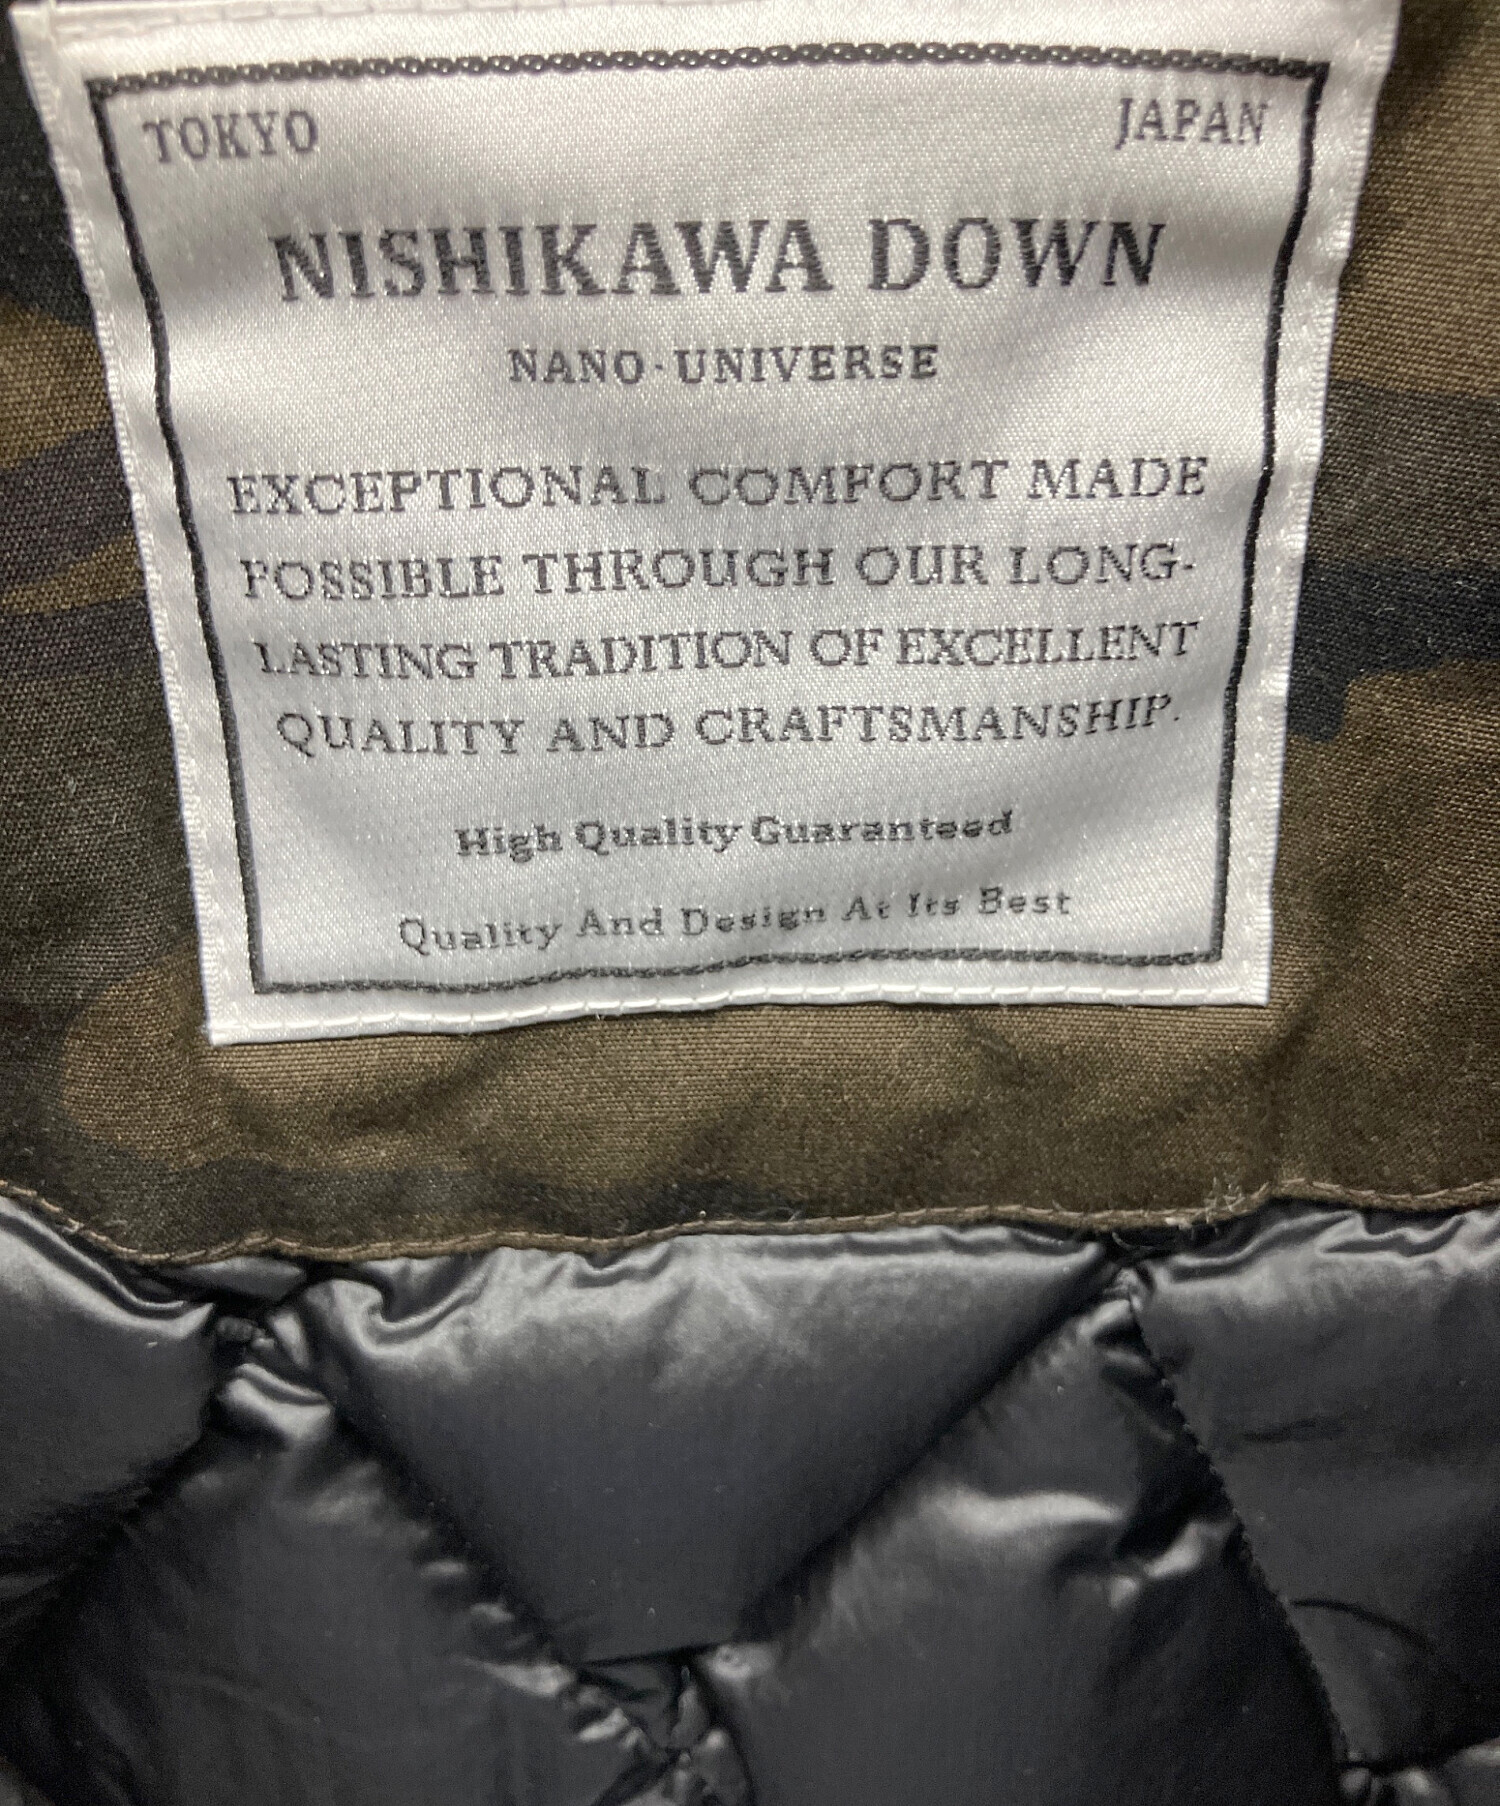 TOKYO JAPAN
NISHIKAWA DOWN
NANO·UNIVERSE
EXCEPTIONAL COMFORT MADE
POSSIBLE THROUGH OUR LONG-
LASTING TRADITION OF EXCELLENT
QUALITY AND CRAFTSMANSHIP.
High Quality Guaranteed
Quality And Design At Its Best